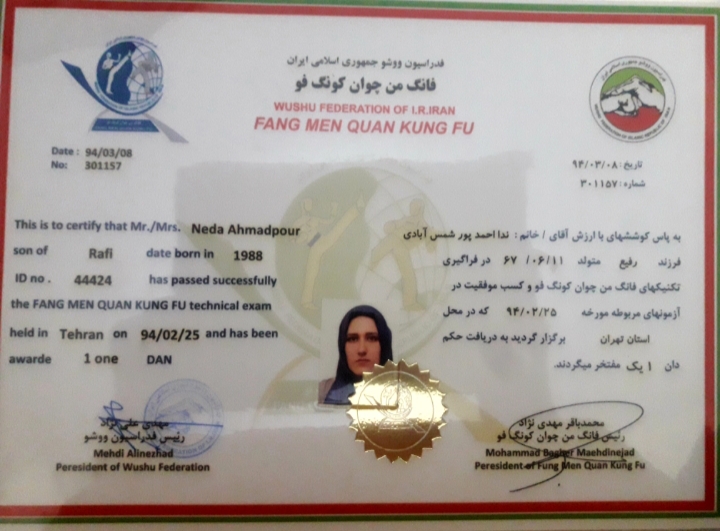 فدراسیون ووشو جمهوری اسلامی ایران
فانگ من چوان کونگ فو
WUSHU FEDERATION OF I.R.IRAN
FANG MEN QUAN KUNG FU
Date : 94/03/08
No: 301157
تاریخ : ۹۴/۰۳/۰۸
شماره : ۳۰۱۱۵۷
This is to certify that Mr./Mrs. Neda Ahmadpour
son of Rafi date born in 1988
ID no . 44424 has passed successfully
the FANG MEN QUAN KUNG FU technical exam
held in Tehran on 94/02/25 and has been
awarde 1 one DAN
به پاس کوششهای با ارزش آقای / خانم : ندا احمد پور شمس آبادی
فرزند رفیع متولد ۶۷ /۰۶/۱۱ در فراگیری
تکنیکهای فانگ من چوان کونگ فو و کسب موفقیت در
آزمونهای مربوطه مورخه ۹۴/۰۲/۲۵ که در محل
استان تهران برگزار گردید به دریافت حکم
دان ۱ یک مفتخر میگردند.
مهدی علی نژاد
رئیس فدراسیون ووشو
Mehdi Alinezhad
Peresident of Wushu Federation
محمدباقر مهدی نژاد
رئیس فانگ من چوان کونگ فو
Mohammad Bagher Maehdinejad
Peresident of Fung Men Quan Kung Fu